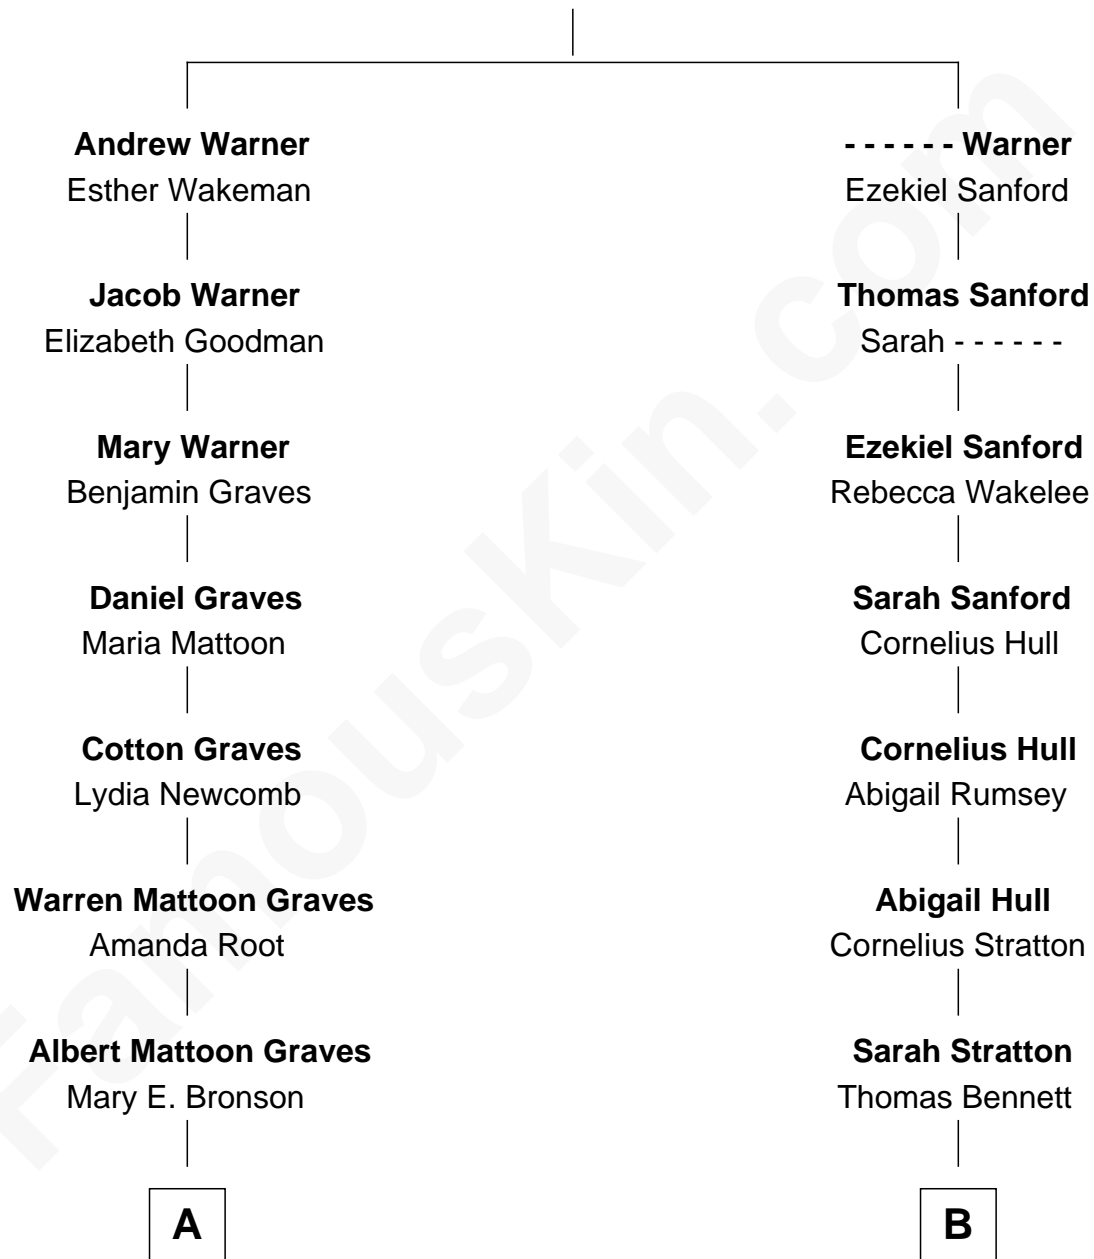 Andrew Warner
Esther Wakeman
Jacob Warner
Elizabeth Goodman
Mary Warner
Benjamin Graves
Daniel Graves
Maria Mattoon
Cotton Graves
Lydia Newcomb
Warren Mattoon Graves
Amanda Root
Albert Mattoon Graves
Mary E. Bronson
A
- - - - - - Warner
Ezekiel Sanford
Thomas Sanford
Sarah - - - - - -
Ezekiel Sanford
Rebecca Wakelee
Sarah Sanford
Cornelius Hull
Cornelius Hull
Abigail Rumsey
Abigail Hull
Cornelius Stratton
Sarah Stratton
Thomas Bennett
B
FamousKin.com